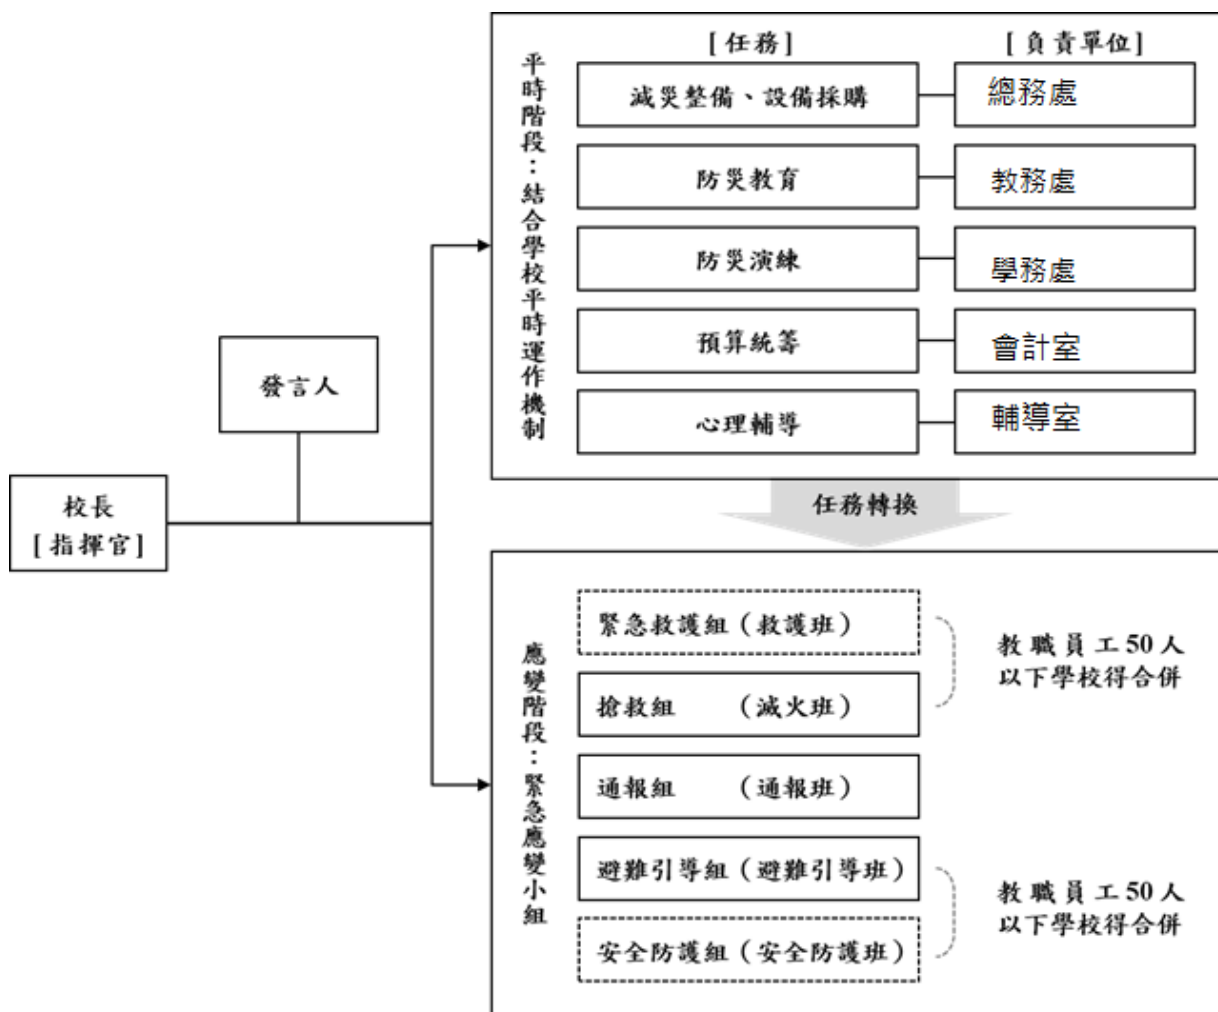 [任務]
[負責單位]
平時階段：結合學校平時運作機制
減災整備、設備採購
總務處
防災教育
教務處
防災演練
學務處
預算統籌
會計室
心理輔導
輔導室
發言人
校長
[指揮官]
任務轉換
應變階段：緊急應變小組
緊急救護組（救護班）
搶救組　　（滅火班）
教職員工50人
以下學校得合併
通報組　　（通報班）
避難引導組（避難引導班）
安全防護組（安全防護班）
教職員工50人
以下學校得合併